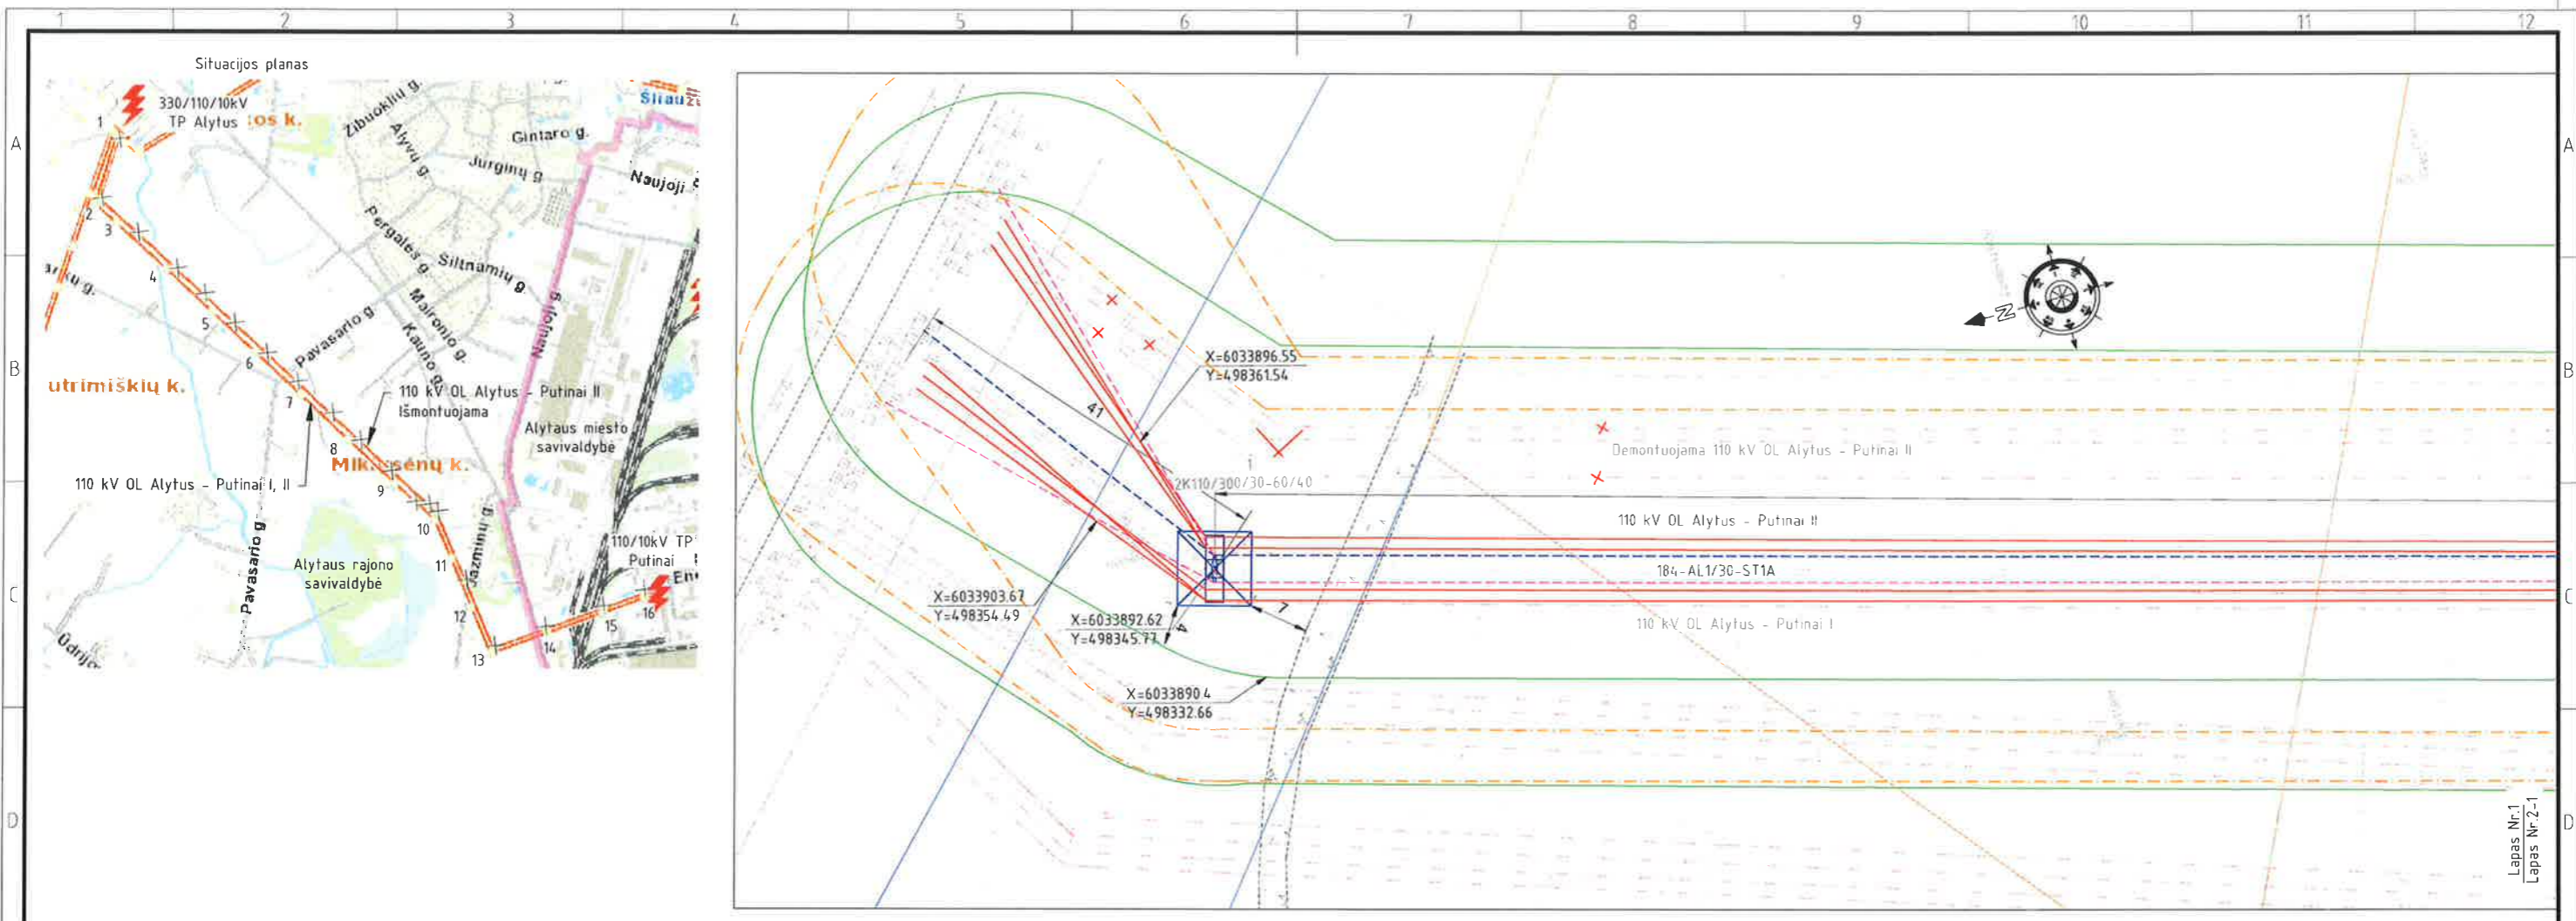 1 2 3 4 5 6 7 8 9 10 11 12
A
B
C
D
A
B
C
D
Situacijos planas
330/110/10kV
TP Alytus
os k.
Zibuoklių g.
Alyvų g.
Gintaro g.
Jurginų g
Naujoji
Pergalės g
Šiltnamių g
Maironio g.
Kauno g.
Pavasario g
Naujoji g
utrimiškių k.
110 kV OL Alytus - Putinai II
Išmontuojama
Alytaus miesto
savivaldybė
110 kV OL Alytus - Putinai I, II
Pavasario g
Alytaus rajono
savivaldybė
110/10kV TP
Putinai
1
2
3
4
5
6
7
8
9
10
11
12
13
14
15
16
X=6033896.55
Y=498361.54
41
Demontuojama 110 kV OL Alytus - Putinai II
2K110/300/30-60/40
N
110 kV OL Alytus - Putinai II
184-AL1/30-ST1A
110 kV OL Alytus - Putinai I
X=6033903.67
Y=498354.49
X=6033892.62
Y=498345.77
4
7
X=6033890.4
Y=498332.66
Lapas Nr.1
Lapas Nr.2-1